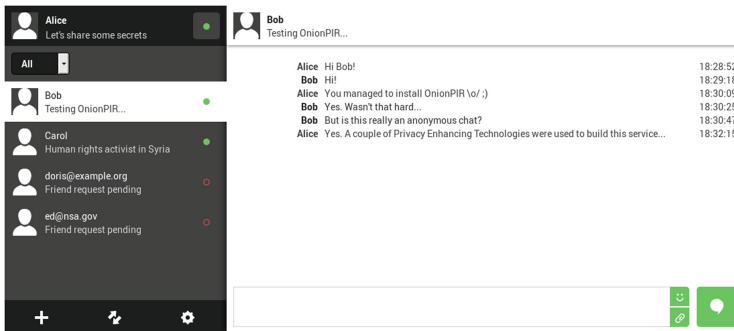 Alice
Let's share some secrets
All
Bob
Testing OnionPIR...
Carol
Human rights activist in Syria
doris@example.org
Friend request pending
ed@nsa.gov
Friend request pending
Bob
Testing OnionPIR...
Alice Hi Bob! 18:28:52
Bob Hi! 18:29:18
Alice You managed to install OnionPIR \o/ ;) 18:30:09
Bob Yes. Wasn't that hard... 18:30:25
Bob But is this really an anonymous chat? 18:30:47
Alice Yes. A couple of Privacy Enhancing Technologies were used to build this service... 18:32:15